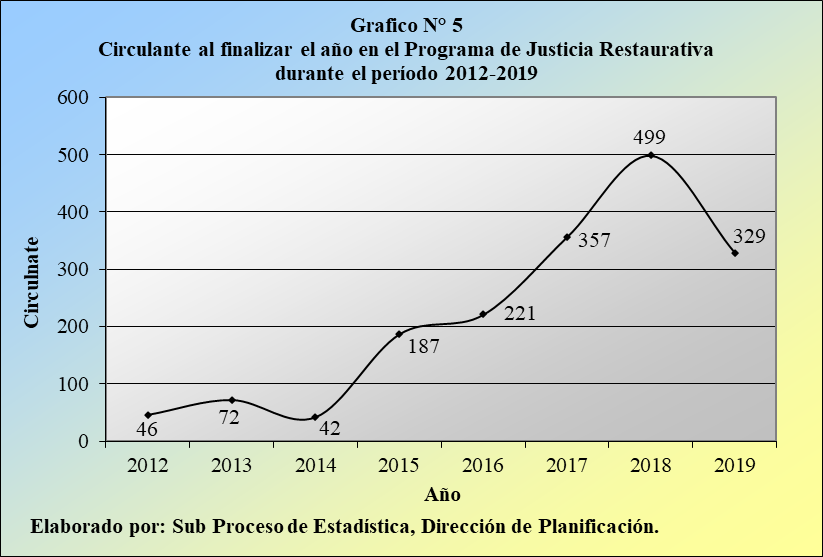 Grafico N° 5
Circulante al finalizar el año en el Programa de Justicia Restaurativa
durante el período 2012-2019
600
500
400
300
200
100
0
Circulnate
46
72
42
187
221
357
499
329
2012 2013 2014 2015 2016 2017 2018 2019
Año
Elaborado por: Sub Proceso de Estadística, Dirección de Planificación.